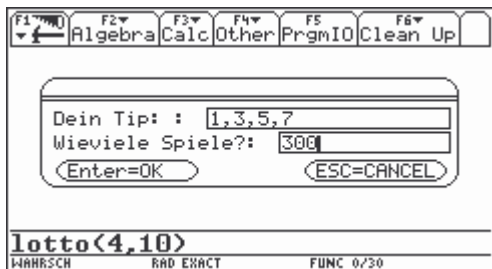 F1 F2 F3 F4 F5 F6
Algebra Calc Other PrgmIO Clean Up
Dein Tip: : 1,3,5,7
Wieviele Spiele?: 300
Enter=OK ESC=CANCEL
lotto(4,10)
WAHRSCH RAD EXACT FUNC 0/30